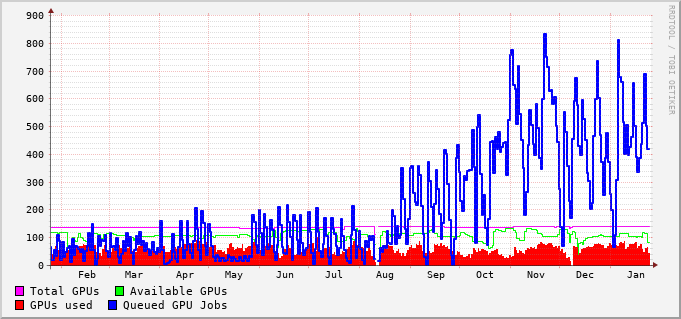 900
800
700
600
500
400
300
200
100
0
Feb Mar Apr May Jun Jul Aug Sep Oct Nov Dec Jan
Total GPUs Available GPUs
GPUs used Queued GPU Jobs
RRDTOOL / TOBI OETIKER